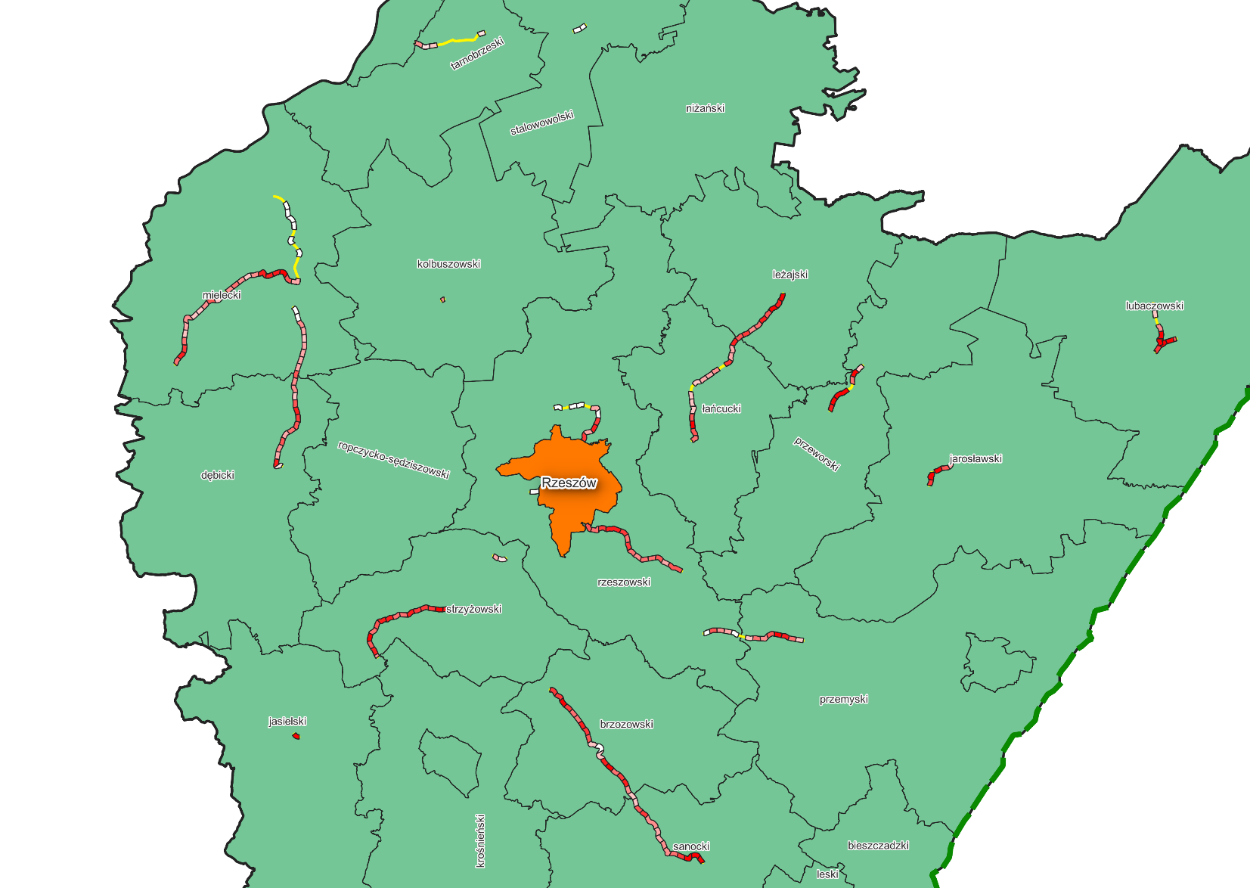 tarnobrzeski
stalowowolski
niżański
kolbuszowski
leżajski
mielecki
lubaczowski
łańcucki
ropczycko-sędziszowski
przeworski
jarosławski
dębicki
Rzeszów
rzeszowski
strzyżowski
przemyski
jasielski
brzozowski
krośnieński
sanocki
bieszczadzki
leski